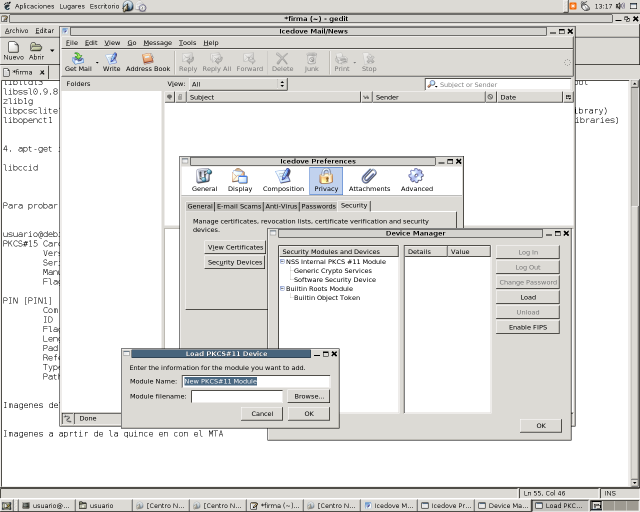 Aplicaciones Lugares Escritorio
13:17
*firma (~) - gedit
Archivo Editar
Nuevo Abrir
*firma
libssl0.9.8
zlib1g
libpcsclite
libopenct1
ibrary)
ibraries)
4. apt-get
libccid
Para probar
usuario@deb
PKCS#15 Car
Vers
Seri
Manu
Flag
PIN [PIN1]
Com
ID
Flag
Leng
Pad
Refe
Type
Path
Imagenes de
Imagenes a aprtir de la quince en con el MTA
Ln 55, Col 46
INS
Icedove Mail/News
File Edit View Go Message Tools Help
Get Mail Write Address Book Reply Reply All Forward Delete Junk Print Stop
Folders
View: All
Subject or Sender
Subject Sender Date
Done
Icedove Preferences
General Display Composition Privacy Attachments Advanced
General E-mail Scams Anti-Virus Passwords Security
Manage certificates, revocation lists, certificate verification and security
devices.
View Certificates
Security Devices
Device Manager
Security Modules and Devices
Details Value
NSS Internal PKCS #11 Module
Generic Crypto Services
Software Security Device
Builtin Roots Module
Builtin Object Token
Log In
Log Out
Change Password
Load
Unload
Enable FIPS
OK
Load PKCS#11 Device
Enter the information for the module you want to add.
Module Name: New PKCS#11 Module
Module filename:
Browse...
Cancel OK
usuario@... usuario [Centro N... [Centro N... *firma (~)... [Centro N... Icedove M... Icedove Pr... Device Ma... Load PKC...